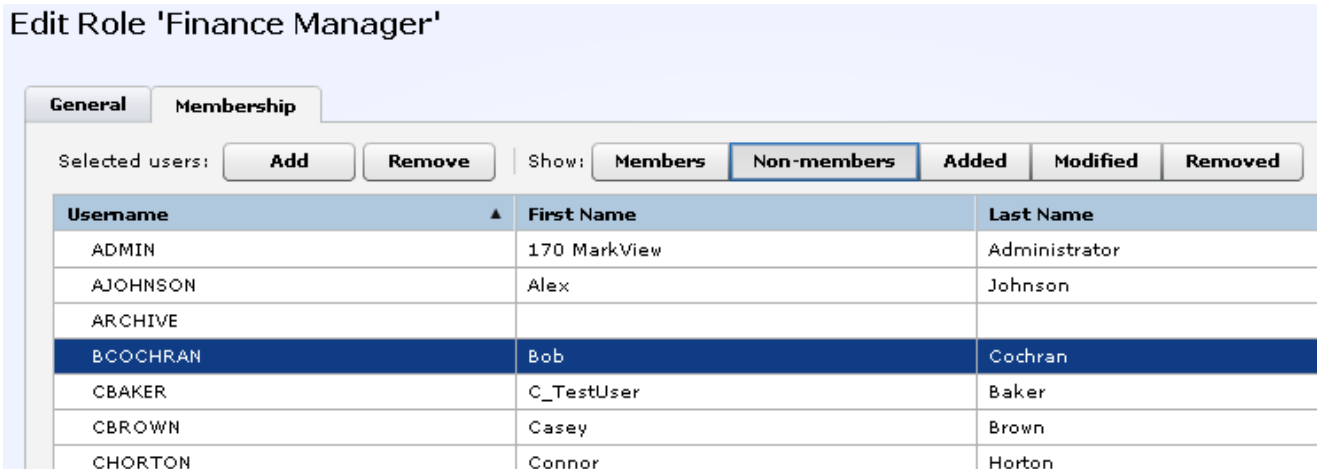 Edit Role 'Finance Manager'
General Membership
Selected users: Add Remove Show: Members Non-members Added Modified Removed
Username ▲ First Name Last Name
ADMIN 170 MarkView Administrator
AJOHNSON Alex Johnson
ARCHIVE
BCOCHRAN Bob Cochran
CBAKER C_TestUser Baker
CBROWN Casey Brown
CHORTON Connor Horton